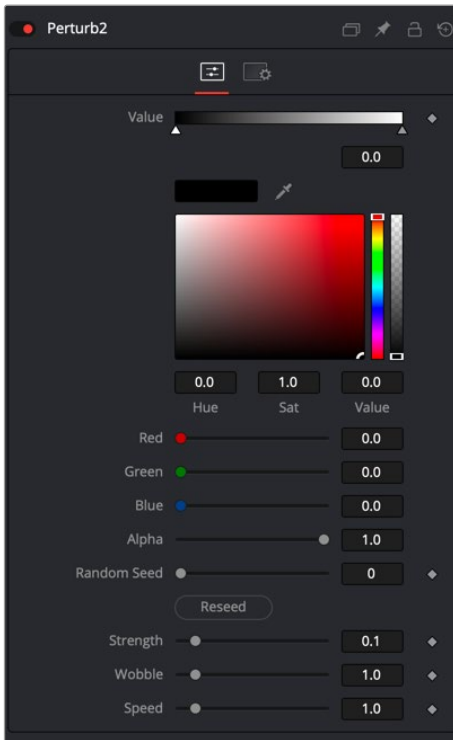 Perturb2
Value
0.0
0.0 1.0 0.0
Hue Sat Value
Red 0.0
Green 0.0
Blue 0.0
Alpha 1.0
Random Seed 0
Reseed
Strength 0.1
Wobble 1.0
Speed 1.0